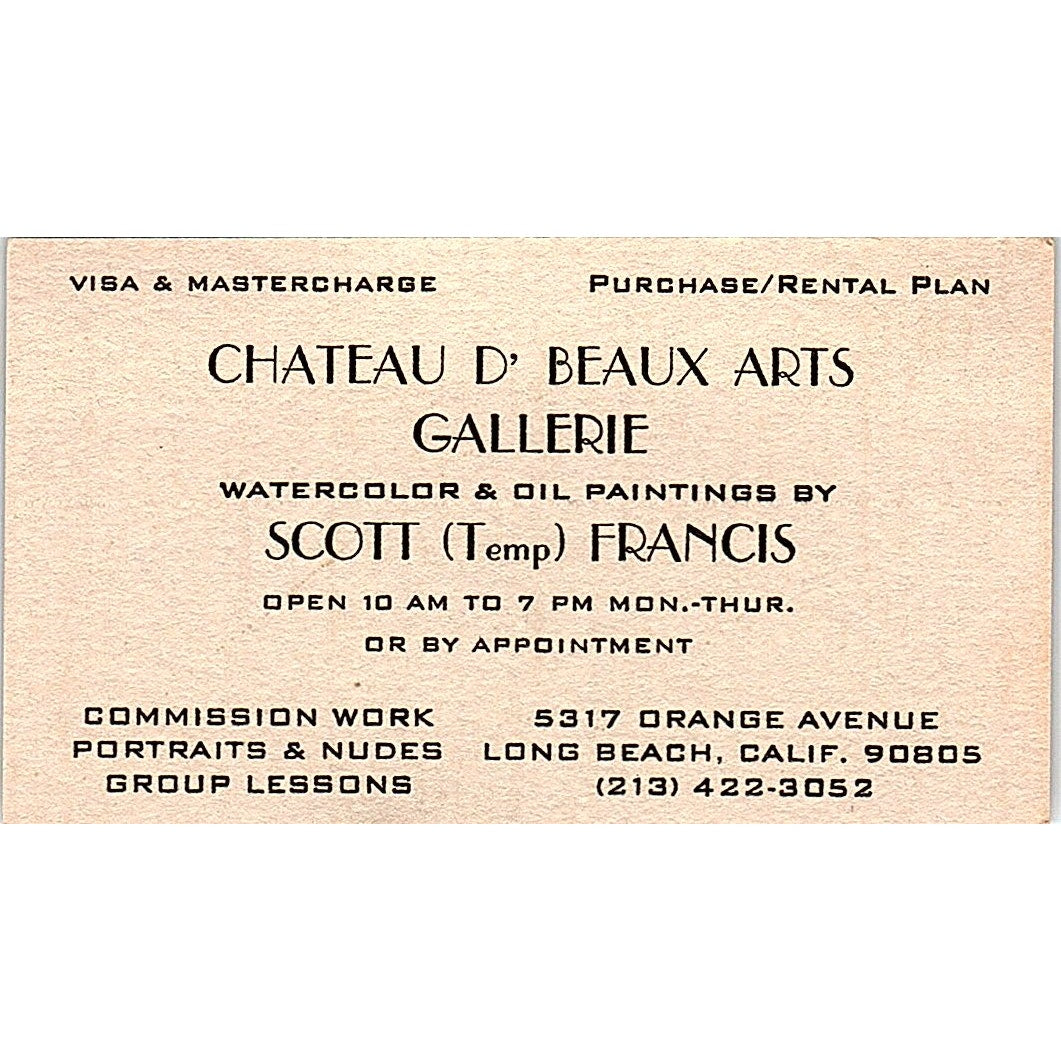 VISA & MASTERCHARGE
PURCHASE/RENTAL PLAN
CHATEAU D' BEAUX ARTS
GALLERIE
WATERCOLOR & OIL PAINTINGS BY
SCOTT (Temp) FRANCIS
OPEN 10 AM TO 7 PM MON.-THUR.
OR BY APPOINTMENT
COMMISSION WORK
PORTRAITS & NUDES
GROUP LESSONS
5317 ORANGE AVENUE
LONG BEACH, CALIF. 90805
(213) 422-3052